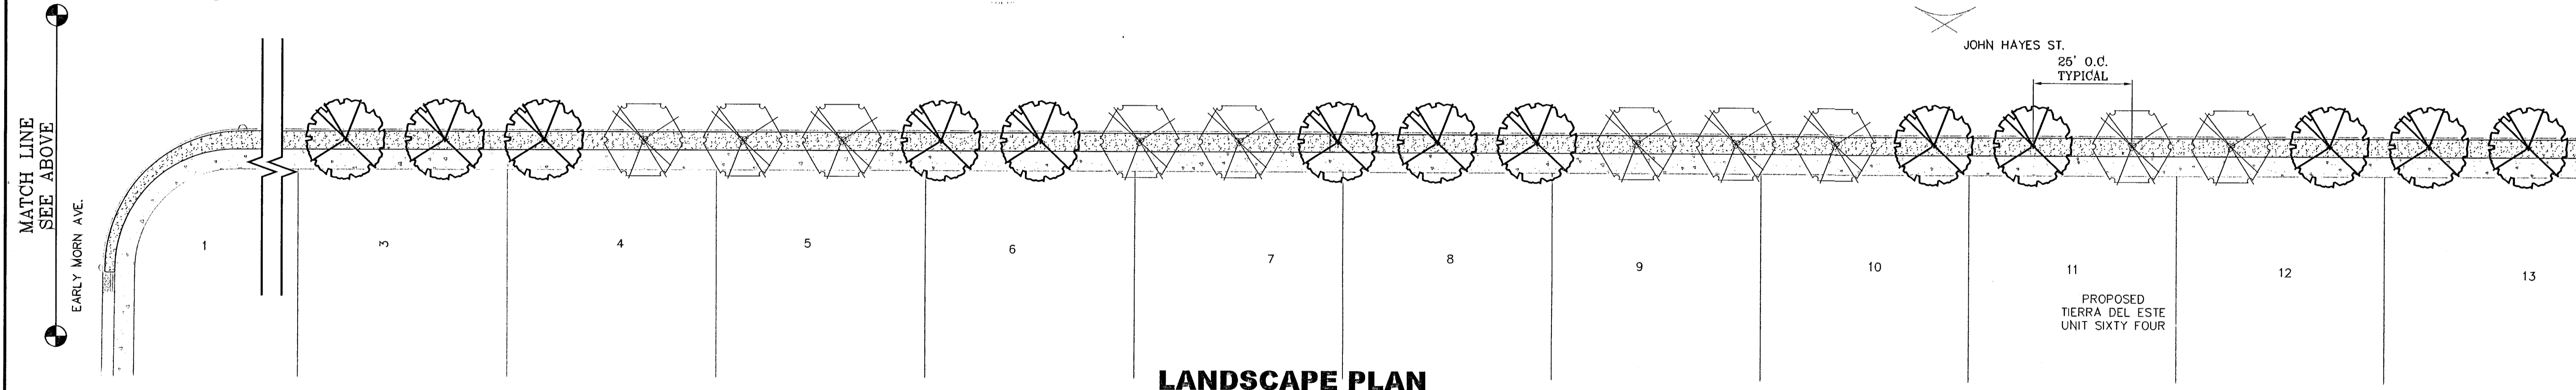 MATCH LINE
SEE ABOVE
EARLY MORN AVE.
JOHN HAYES ST.
25' O.C.
TYPICAL
1
3
4
5
6
7
8
9
10
11
12
13
PROPOSED
TIERRA DEL ESTE
UNIT SIXTY FOUR
LANDSCAPE PLAN